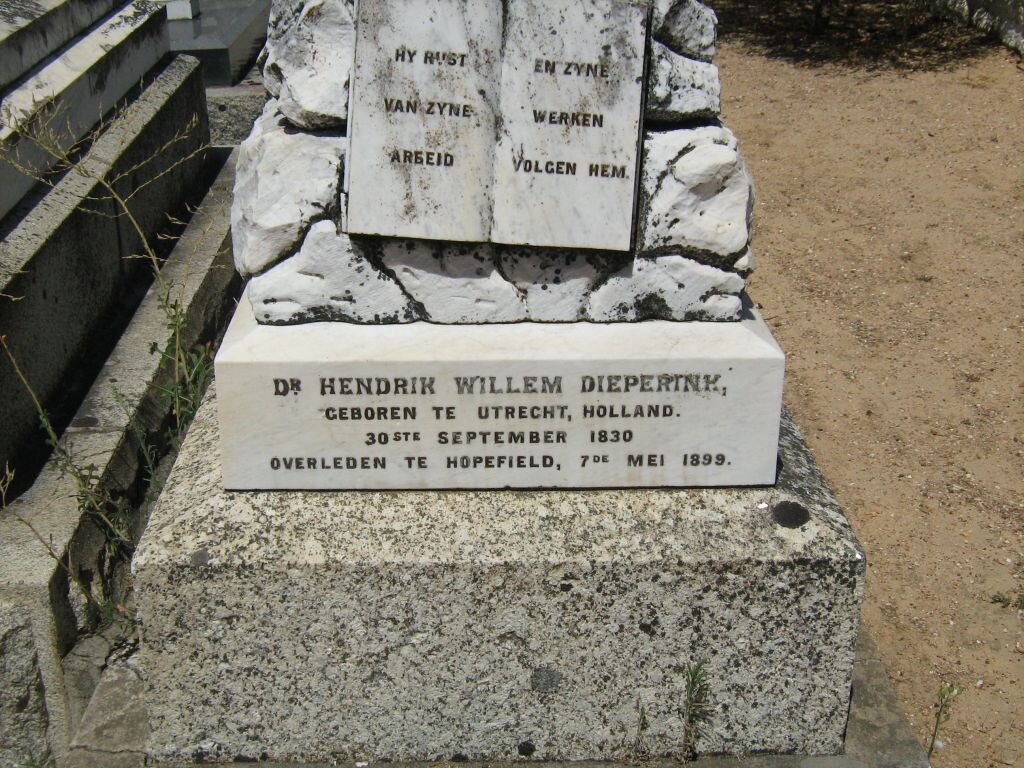 HY RUST
VAN ZYNE
ARBEID
EN ZYNE
WERKEN
VOLGEN HEM.
DR HENDRIK WILLEM DIEPERINK,
GEBOREN TE UTRECHT, HOLLAND.
30STE SEPTEMBER 1830
OVERLEDEN TE HOPEFIELD, 7DE MEI 1899.